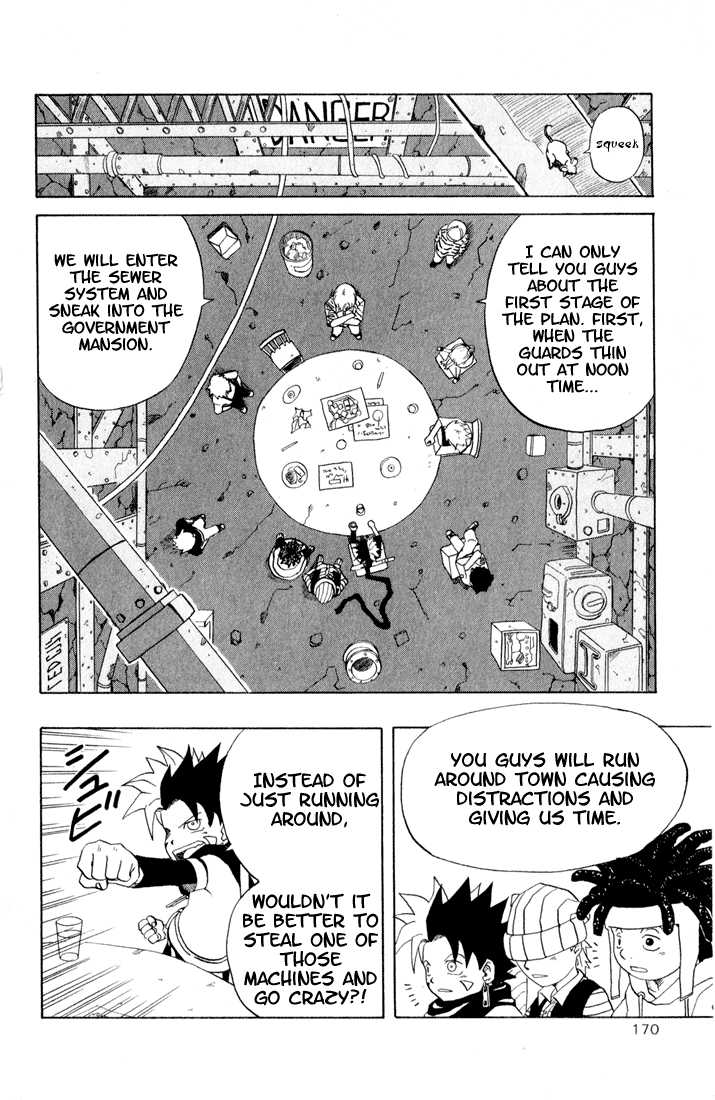 squeek
DANGER
I CAN ONLY
TELL YOU GUYS
ABOUT THE
FIRST STAGE OF
THE PLAN. FIRST,
WHEN THE
GUARDS THIN
OUT AT NOON
TIME...
WE WILL ENTER
THE SEWER
SYSTEM AND
SNEAK INTO THE
GOVERNMENT
MANSION.
YOU GUYS WILL RUN
AROUND TOWN CAUSING
DISTRACTIONS AND
GIVING US TIME.
INSTEAD OF
JUST RUNNING
AROUND,
WOULDN'T IT
BE BETTER TO
STEAL ONE OF
THOSE
MACHINES AND
GO CRAZY?!
シュビ
170